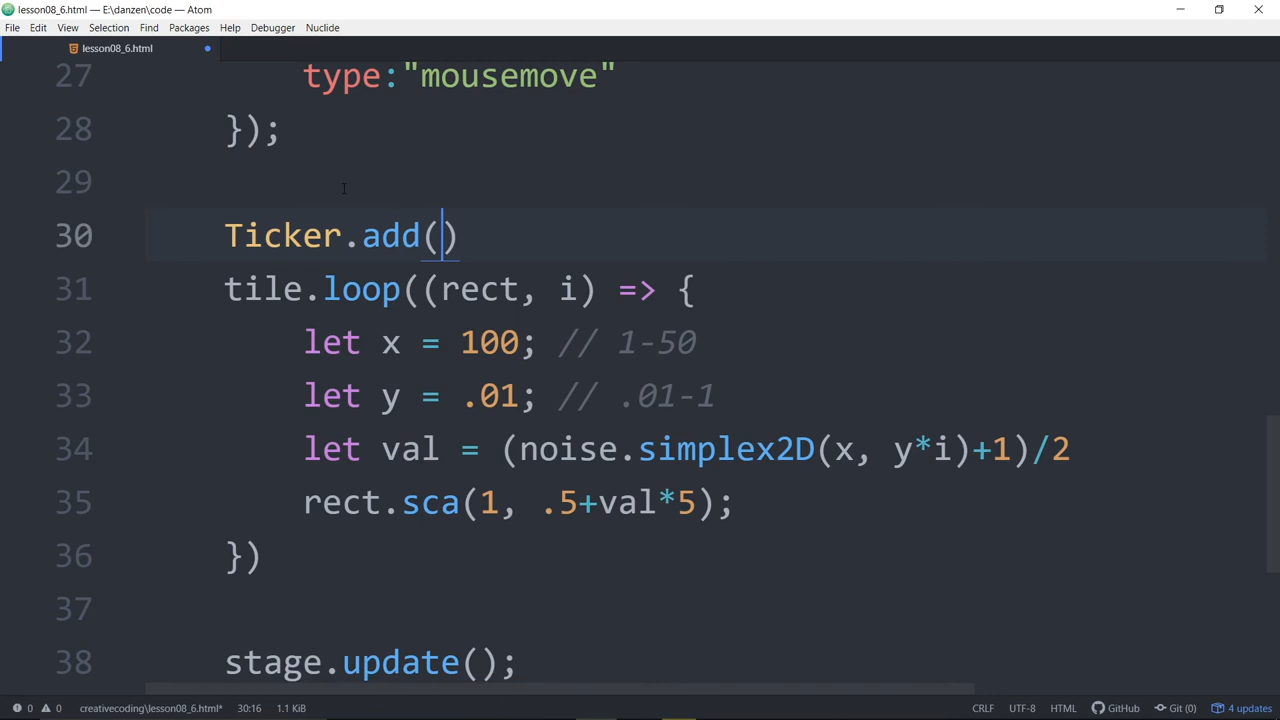 lesson08_6.html — E:\danzen\code — Atom
File Edit View Selection Find Packages Help Debugger Nuclide
lesson08_6.html
27 type:"mousemove"
28 });
29
30 Ticker.add()
31 tile.loop((rect, i) => {
32 let x = 100; // 1-50
33 let y = .01; // .01-1
34 let val = (noise.simplex2D(x, y*i)+1)/2
35 rect.sca(1, .5+val*5);
36 })
37
38 stage.update();
0 0 creativecoding\lesson08_6.html* 30:16 1.1 KiB CRLF UTF-8 HTML GitHub Git (0) 4 updates